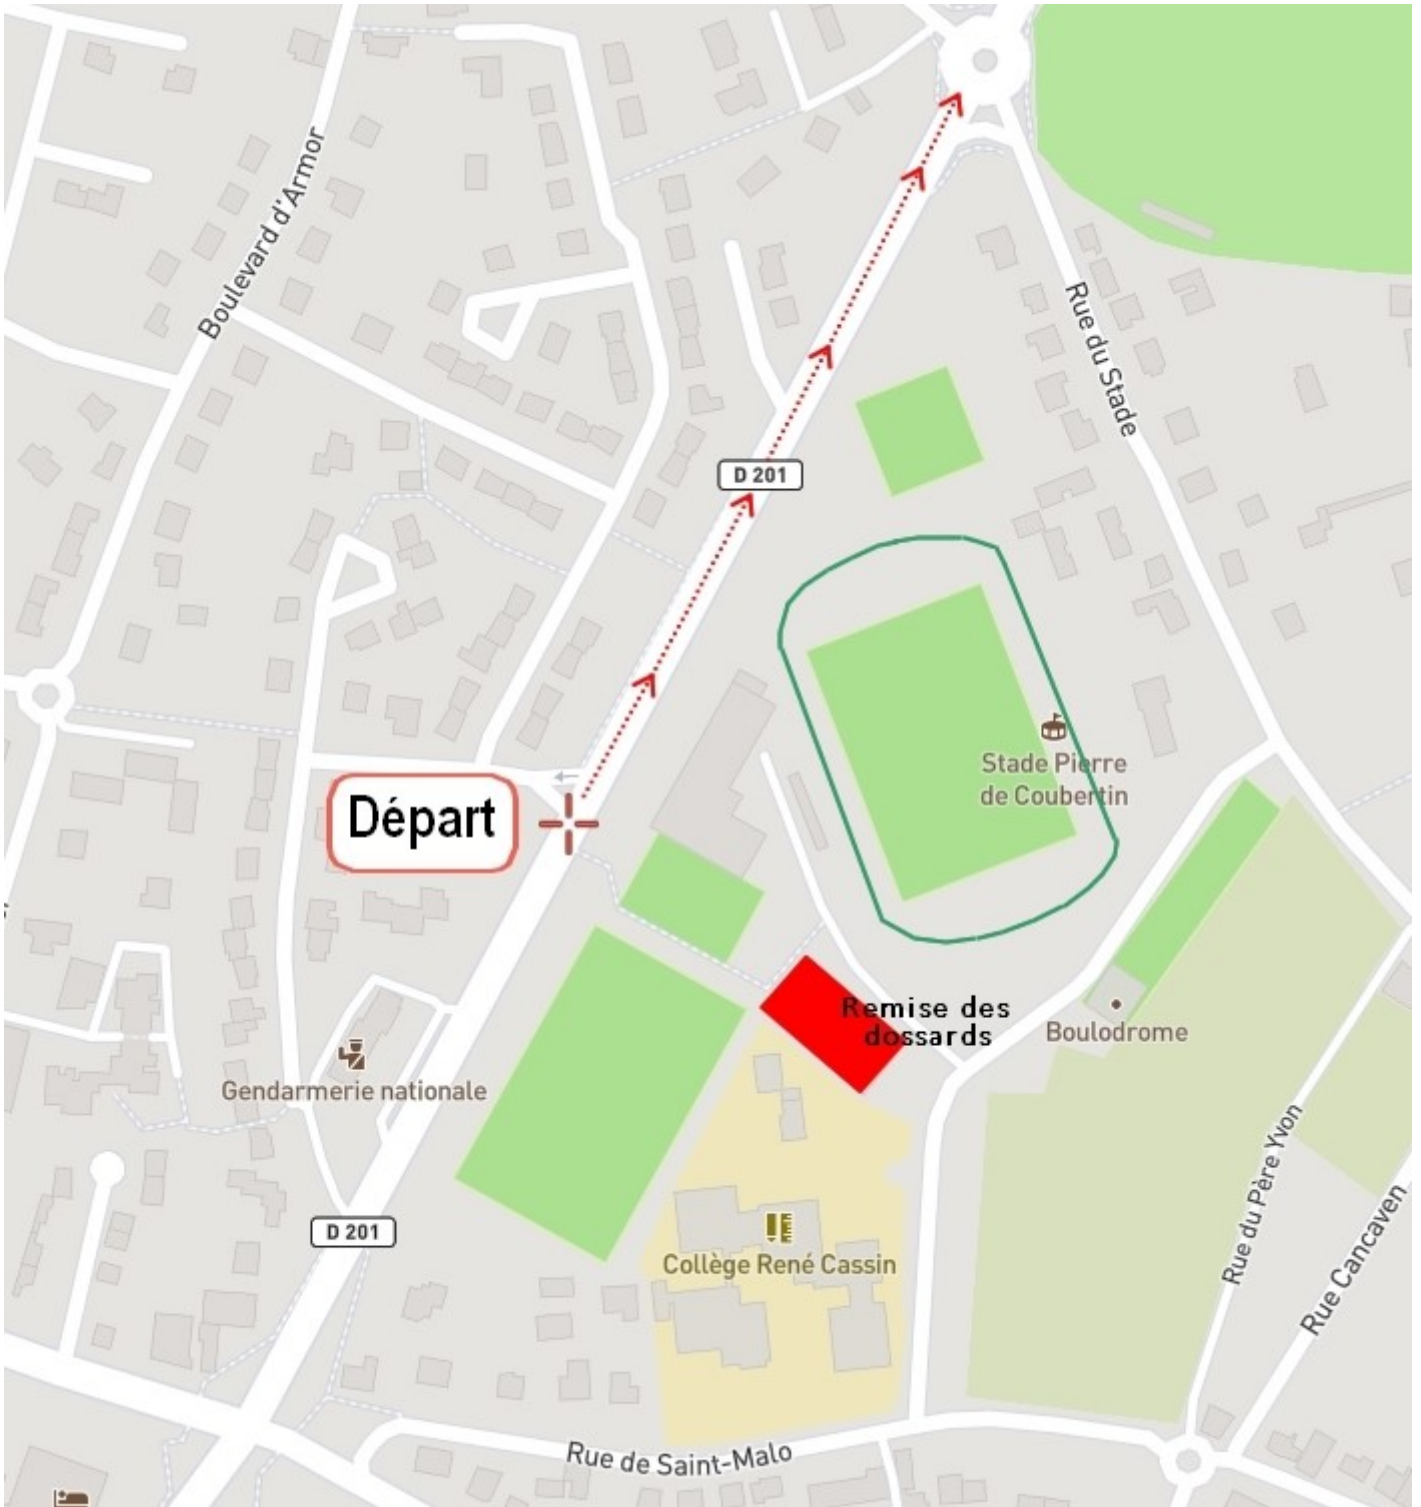 Boulevard d'Armor
Rue du Stade
D 201
Stade Pierre
de Coubertin
Départ
Remise des
dossards
Boulodrome
Gendarmerie nationale
Rue du Père Yvon
Rue Cancaven
D 201
Collège René Cassin
Rue de Saint-Malo